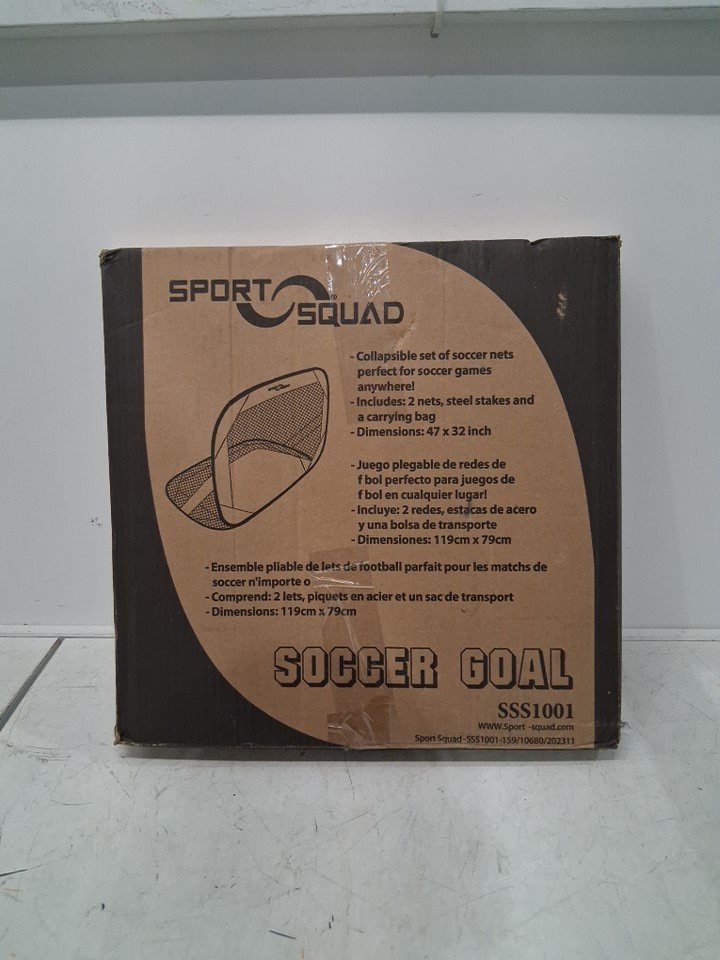 SPORT
SQUAD
- Collapsible set of soccer nets
perfect for soccer games
anywhere!
- Includes: 2 nets, steel stakes and
a carrying bag
- Dimensions: 47 x 32 inch
- Juego plegable de redes de
f bol perfecto para juegos de
f bol en cualquier lugar!
- Incluye: 2 redes, estacas de acero
y una bolsa de transporte
- Dimensiones: 119cm x 79cm
- Ensemble pliable de lets de football parfait pour les matchs de
soccer n'importe o
- Comprend: 2 lets, piquets en acier et un sac de transport
- Dimensions: 119cm x 79cm
SOCCER GOAL
SSS1001
WWW.Sport -squad.com
Sport Squad -SSS1001-159/10680/202311